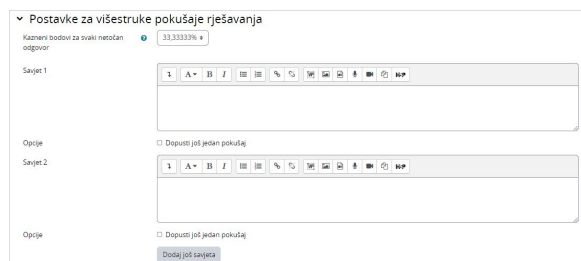 Postavke za višestruke pokušaje rješavanja
Kazneni bodovi za svaki netočan
odgovor
33,33333%
Savjet 1
A B I
H-P
Opcije
Dopusti još jedan pokušaj
Savjet 2
A B I
H-P
Opcije
Dopusti još jedan pokušaj
Dodaj još savjeta